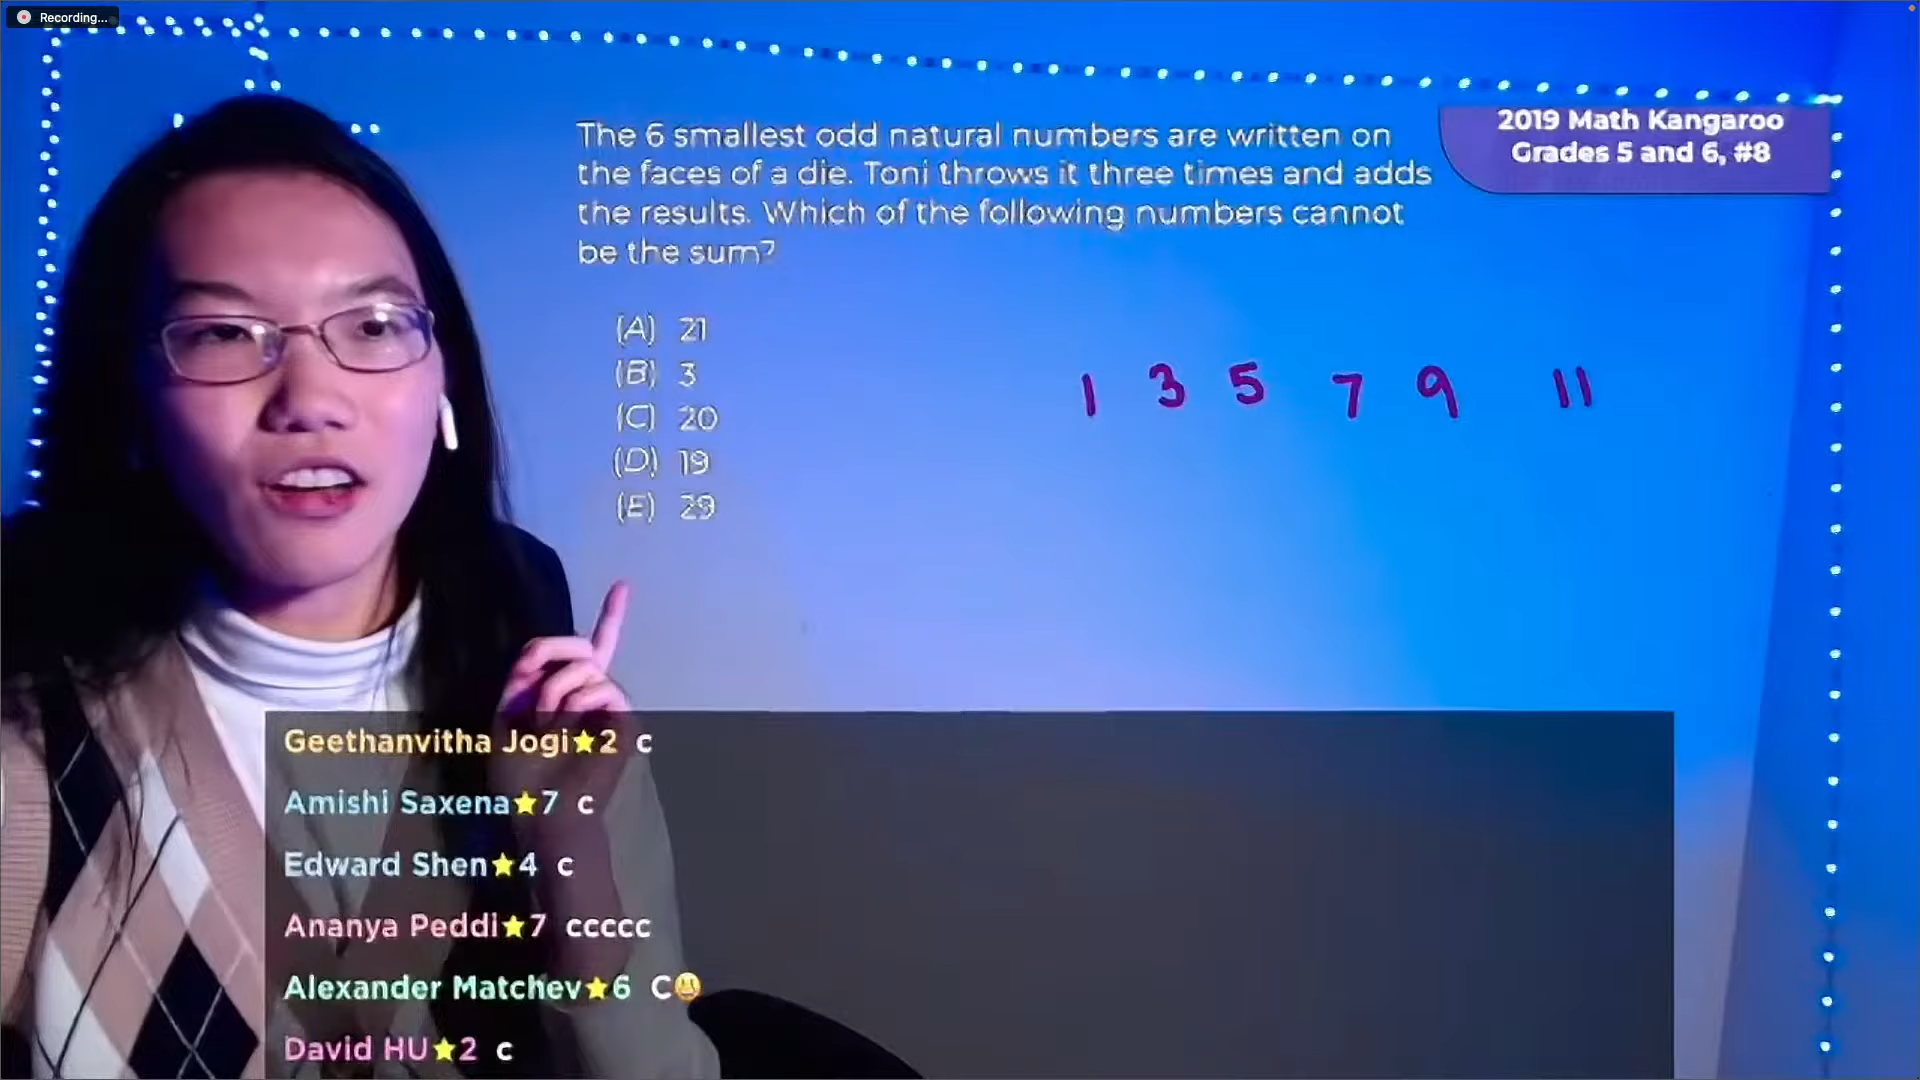 Recording...
The 6 smallest odd natural numbers are written on
the faces of a die. Toni throws it three times and adds
the results. Which of the following numbers cannot
be the sum?
2019 Math Kangaroo
Grades 5 and 6, #8
(A) 21
(B) 3
(C) 20
(D) 19
(E) 29
1 3 5 7 9 11
Geethanvitha Jogi★2 c
Amishi Saxena★7 c
Edward Shen★4 c
Ananya Peddi★7 ccccc
Alexander Matchev★6 C😀
David HU★2 c